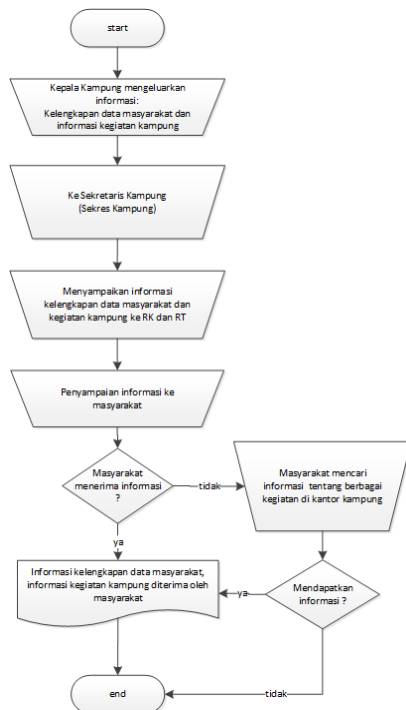 start
Kepala Kampung mengeluarkan
informasi:
Kelengkapan data masyarakat dan
informasi kegiatan kampung
Ke Sekretaris Kampung
(Sekres Kampung)
Menyampaikan informasi
kelengkapan data masyarakat dan
kegiatan kampung ke RK dan RT
Penyampaian informasi ke
masyarakat
Masyarakat
menerima informasi
?
tidak
Masyarakat mencari
informasi tentang berbagai
kegiatan di kantor kampung
ya
Informasi kelengkapan data masyarakat,
informasi kegiatan kampung diterima oleh
masyarakat
ya
Mendapatkan
informasi ?
tidak
end